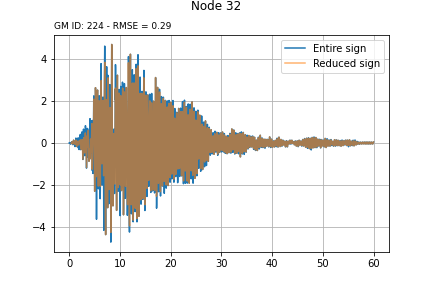 Node 32
GM ID: 224 - RMSE = 0.29
Entire sign
Reduced sign
4
2
0
−2
−4
0 10 20 30 40 50 60